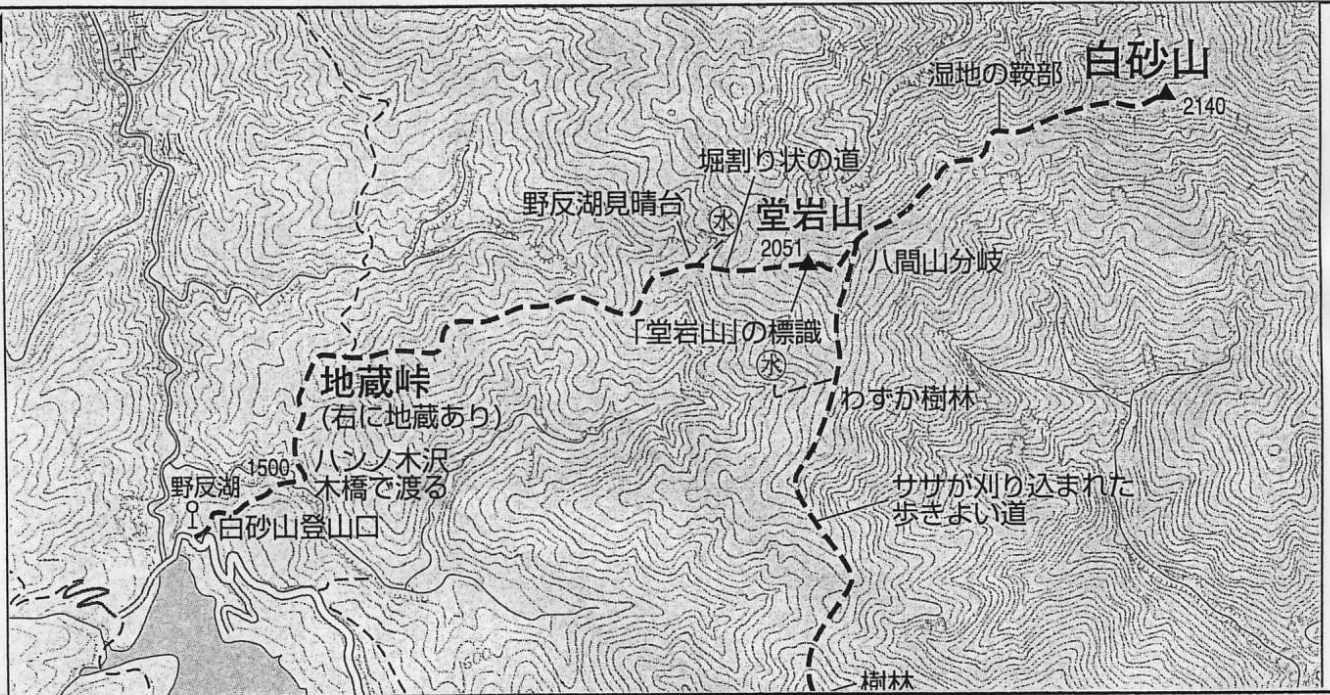 白砂山
2140
湿地の鞍部
堀割り状の道
野反湖見晴台
水
堂岩山
2051
八間山分岐
「堂岩山」の標識
水
わずか樹林
地蔵峠
(右に地蔵あり)
1500
ハンノ木沢
木橋で渡る
野反湖
白砂山登山口
ササが刈り込まれた
歩きよい道
1600
樹林